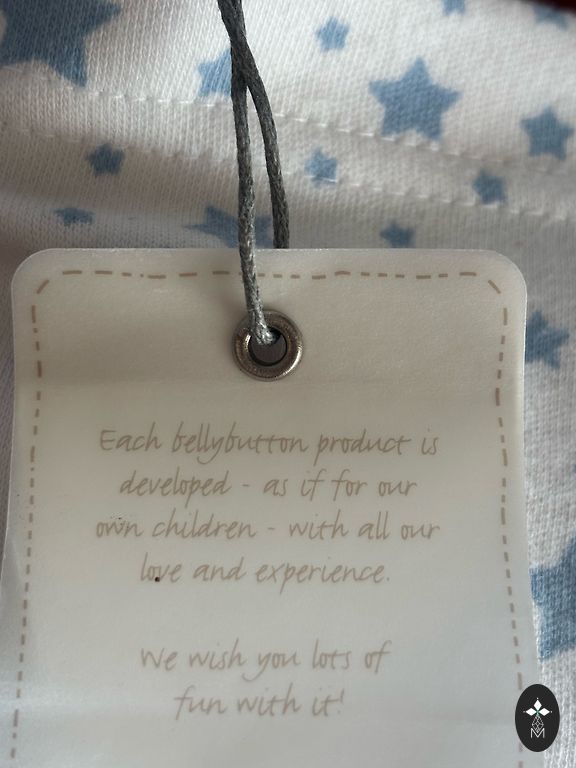 Each bellybutton product is
developed - as if for our
own children - with all our
love and experience.
We wish you lots of
fun with it!
M